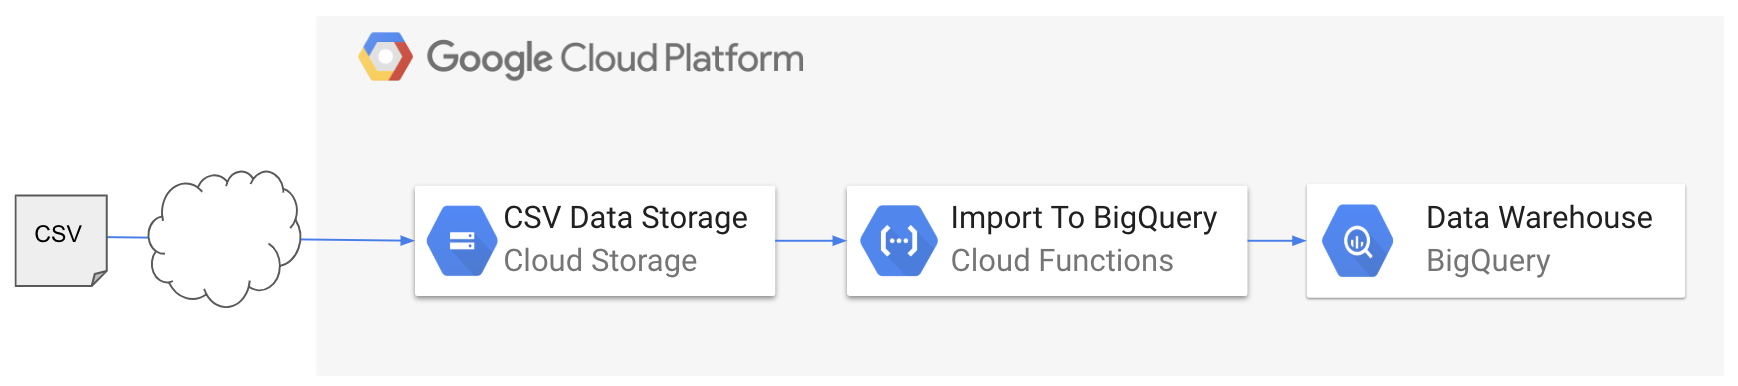 Google Cloud Platform
CSV
CSV Data Storage
Cloud Storage
Import To BigQuery
Cloud Functions
Data Warehouse
BigQuery